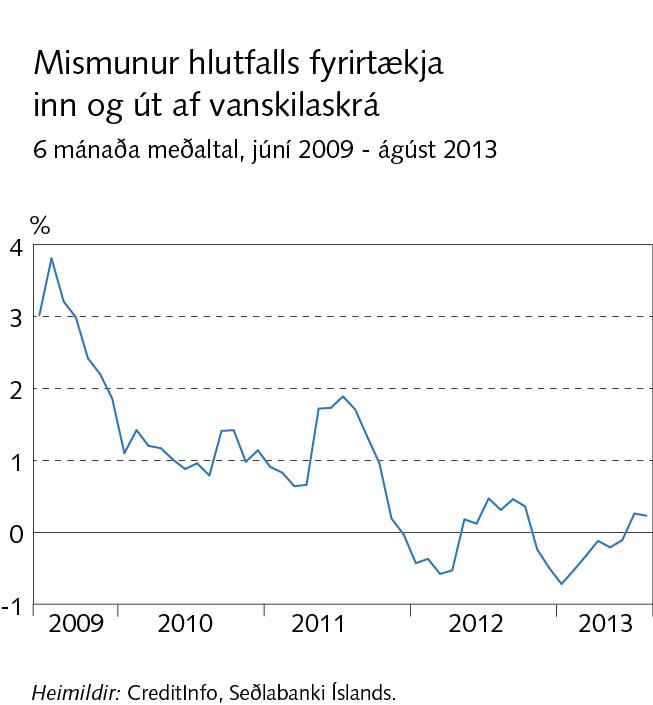 Mismunur hlutfalls fyrirtækja
inn og út af vanskilaskrá
6 mánaða meðaltal, júní 2009 - ágúst 2013
%
4
3
2
1
0
-1
2009 2010 2011 2012 2013
Heimildir: CreditInfo, Seðlabanki Íslands.